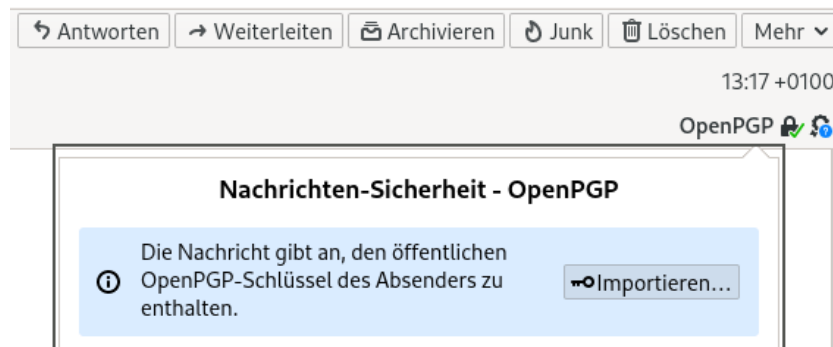 Antworten Weiterleiten Archivieren Junk Löschen Mehr
13:17 +0100
OpenPGP
Nachrichten-Sicherheit - OpenPGP
Die Nachricht gibt an, den öffentlichen
OpenPGP-Schlüssel des Absenders zu
enthalten.
Importieren...